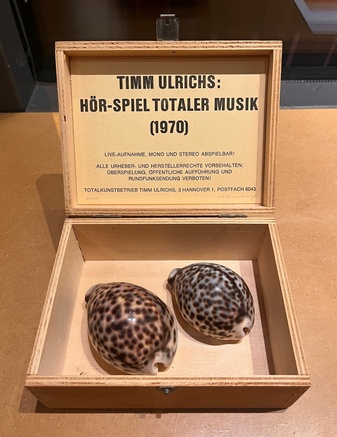 TIMM ULRICHS:
HÖR-SPIEL TOTALER MUSIK
(1970)
LIVE-AUFNAHME, MONO UND STEREO ABSPIELBAR!
ALLE URHEBER- UND HERSTELLERRECHTE VORBEHALTEN;
ÜBERSPIELUNG, ÖFFENTLICHE AUFFÜHRUNG UND
RUNDFUNKSENDUNG VERBOTEN!
TOTALKUNSTBETRIEB TIMM ULRICHS, 3 HANNOVER 1, POSTFACH 6043